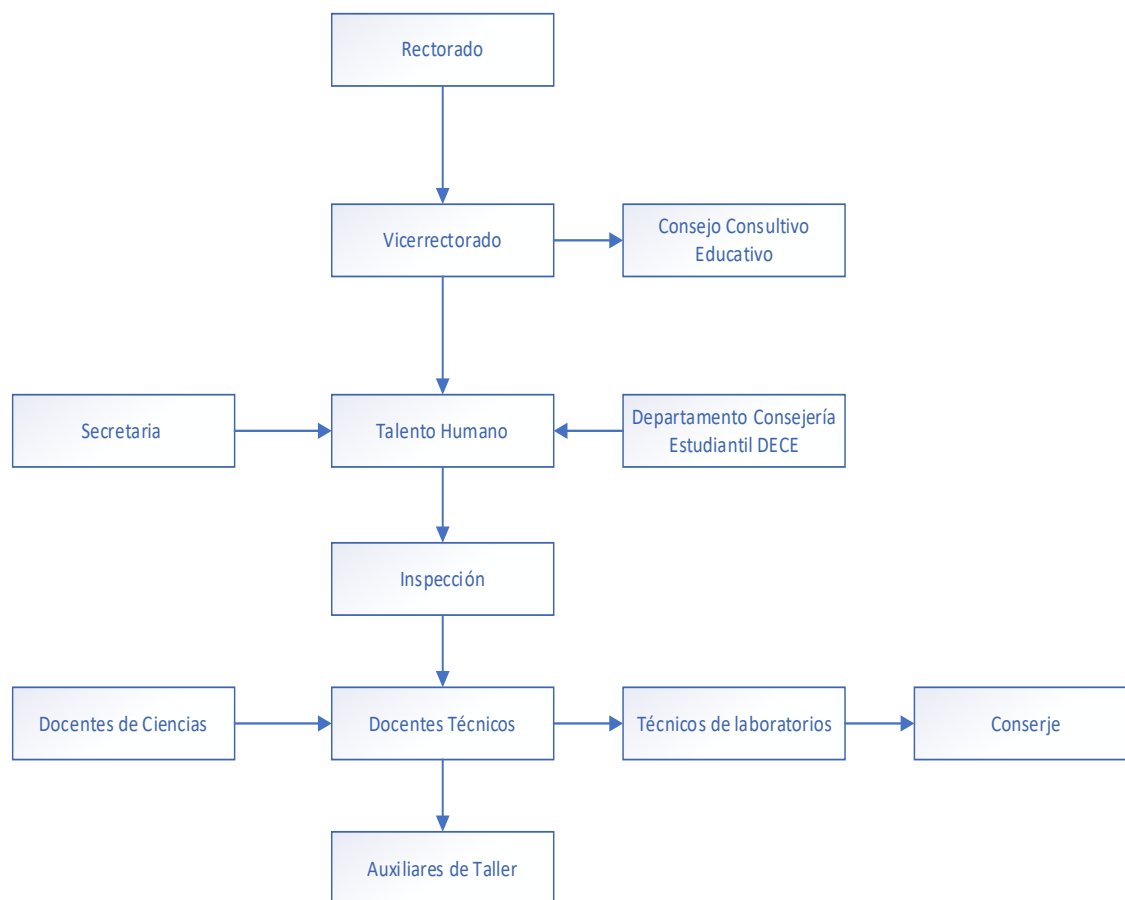 Rectorado
Vicerrectorado
Consejo Consultivo
Educativo
Secretaria
Talento Humano
Departamento Consejería
Estudiantil DECE
Inspección
Docentes de Ciencias
Docentes Técnicos
Técnicos de laboratorios
Conserje
Auxiliares de Taller